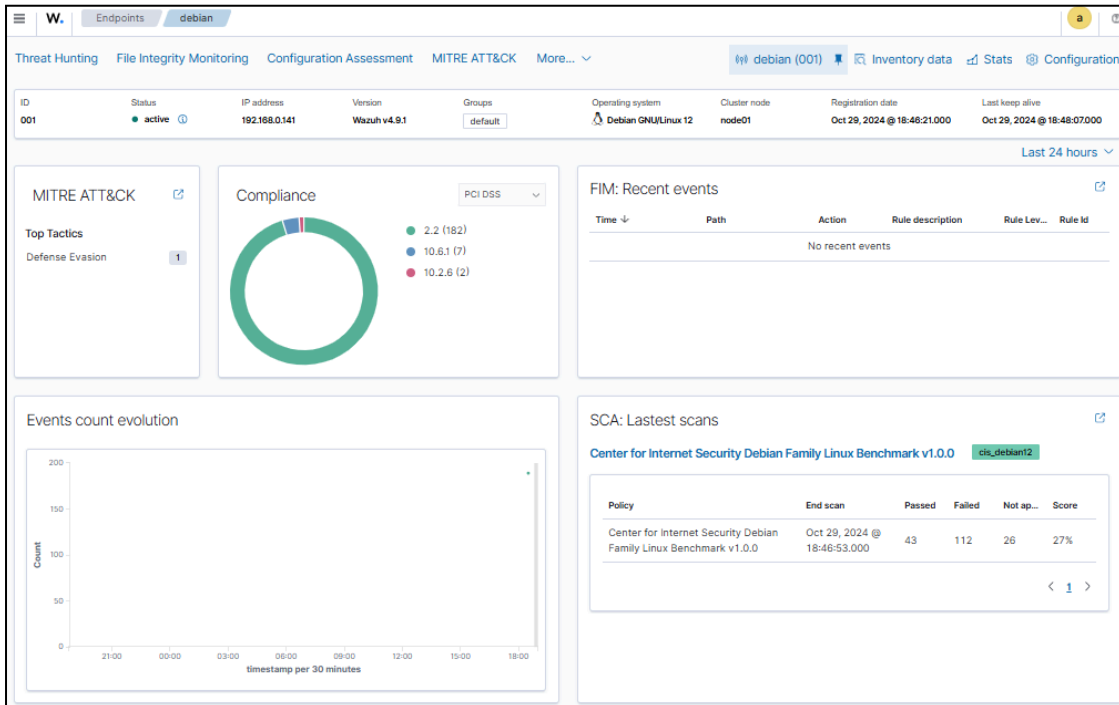 W. Endpoints debian a
Threat Hunting File Integrity Monitoring Configuration Assessment MITRE ATT&CK More... debian (001) Inventory data Stats Configuration
ID Status IP address Version Groups Operating system Cluster node Registration date Last keep alive
001 active 192.168.0.141 Wazuh v4.9.1 default Debian GNU/Linux 12 node01 Oct 29, 2024 @ 18:46:21.000 Oct 29, 2024 @ 18:48:07.000
Last 24 hours
MITRE ATT&CK
Top Tactics
Defense Evasion 1
Compliance PCI DSS
2.2 (182)
10.6.1 (7)
10.2.6 (2)
FIM: Recent events
Time Path Action Rule description Rule Lev... Rule Id
No recent events
Events count evolution
200
150
100
50
0
Count
21:00 00:00 03:00 06:00 09:00 12:00 15:00 18:00
timestamp per 30 minutes
SCA: Lastest scans
Center for Internet Security Debian Family Linux Benchmark v1.0.0 cis_debian12
Policy End scan Passed Failed Not ap... Score
Center for Internet Security Debian Oct 29, 2024 @ 43 112 26 27%
Family Linux Benchmark v1.0.0 18:46:53.000
1